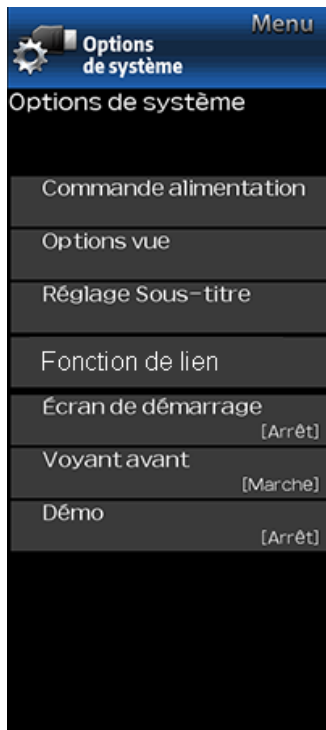 Menu
Options
de système
Options de système
Commande alimentation
Options vue
Réglage Sous-titre
Fonction de lien
Écran de démarrage
[Arrêt]
Voyant avant
[Marche]
Démo
[Arrêt]